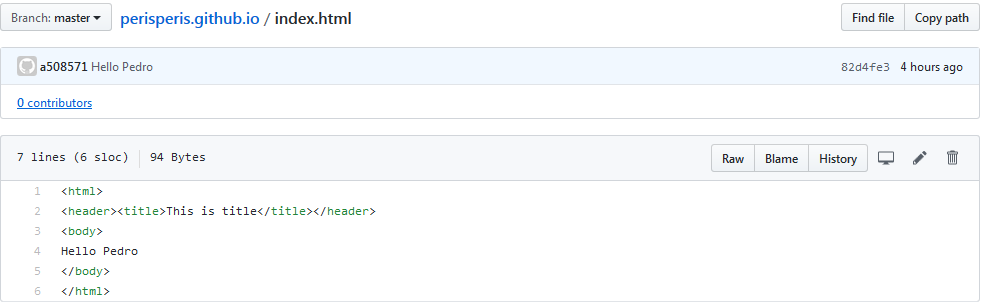 Branch: master perisperis.github.io / index.html Find file Copy path
a508571 Hello Pedro 82d4fe3 4 hours ago
0 contributors
7 lines (6 sloc) 94 Bytes Raw Blame History
1 <html>
2 <header><title>This is title</title></header>
3 <body>
4 Hello Pedro
5 </body>
6 </html>